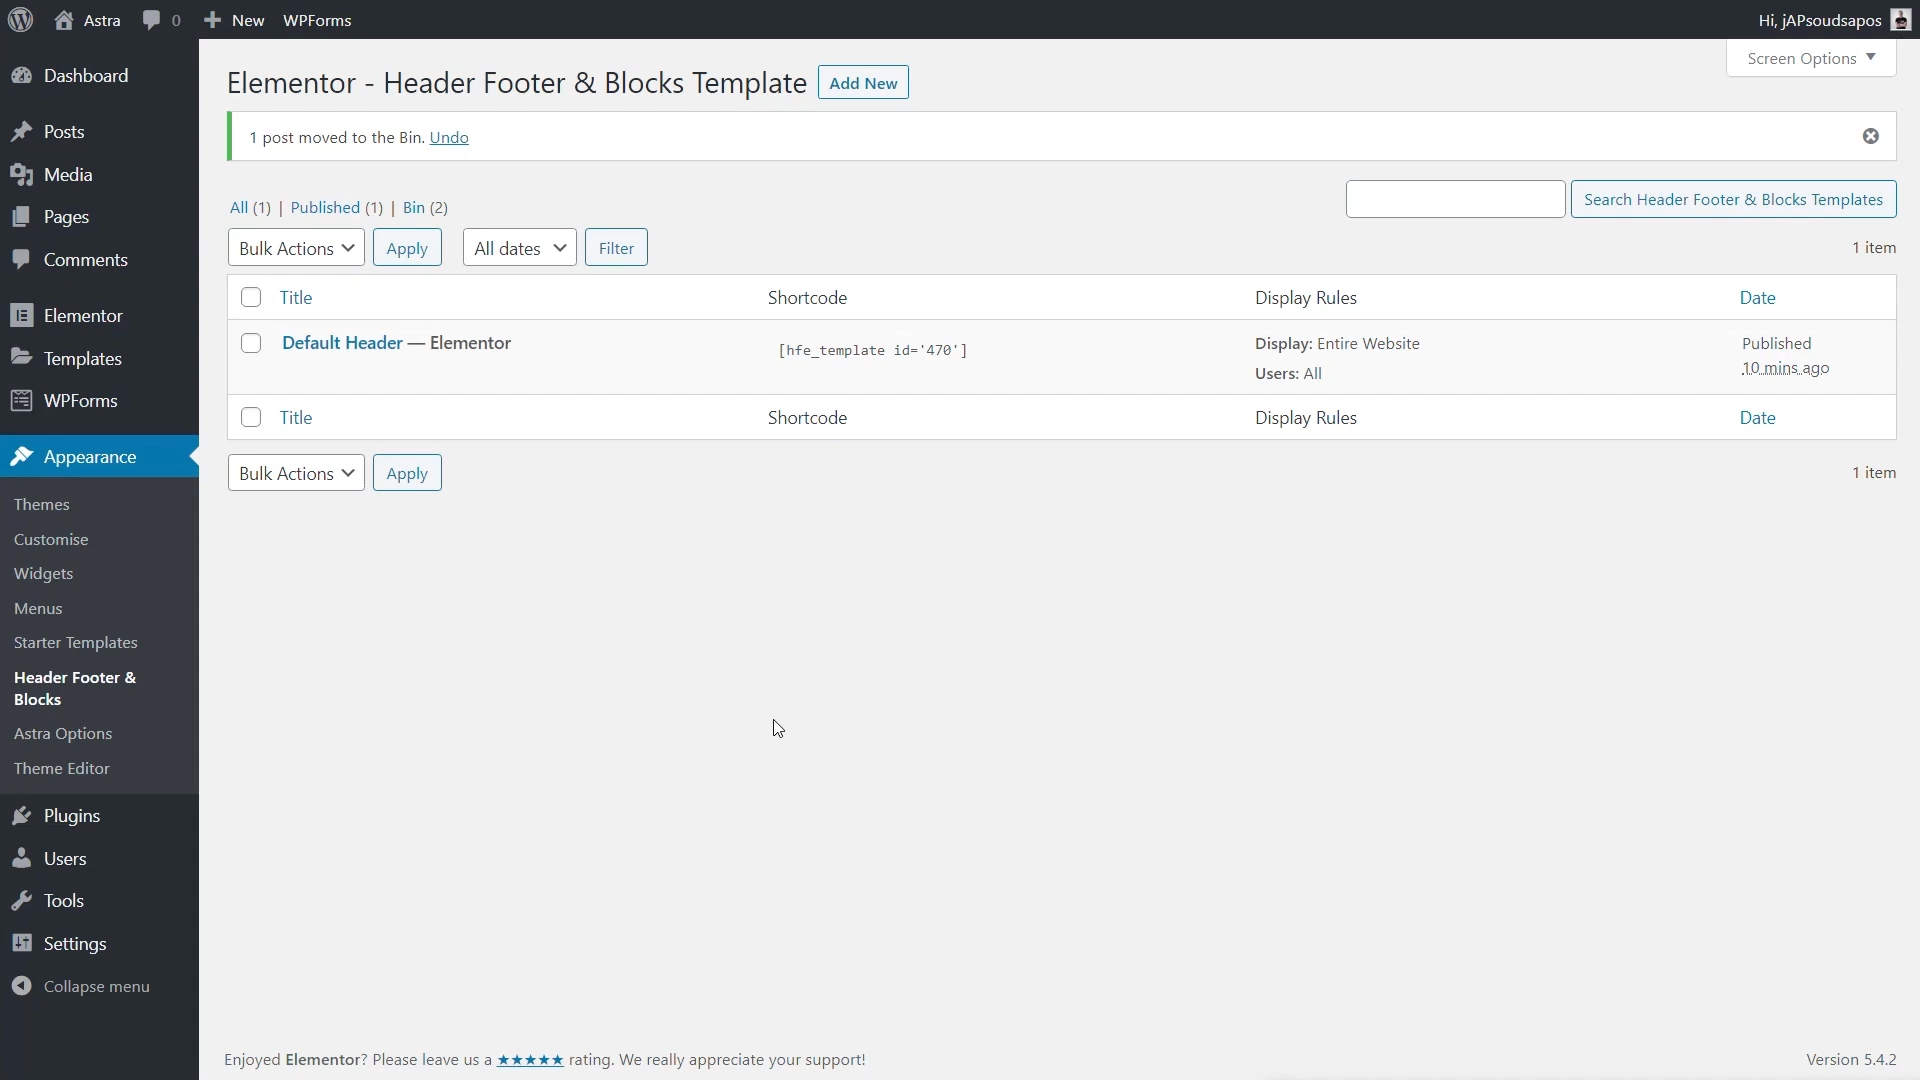 Astra 0 New WPForms Hi, jAPsoudsapos
Screen Options
Dashboard
Posts
Media
Pages
Comments
Elementor
Templates
WPForms
Appearance
Themes
Customise
Widgets
Menus
Starter Templates
Header Footer &
Blocks
Astra Options
Theme Editor
Plugins
Users
Tools
Settings
Collapse menu
Elementor - Header Footer & Blocks Template Add New
1 post moved to the Bin. Undo
All (1) | Published (1) | Bin (2)
Search Header Footer & Blocks Templates
Bulk Actions Apply All dates Filter 1 item
Title Shortcode Display Rules Date
Default Header — Elementor [hfe_template id='470'] Display: Entire Website Published
Users: All 10 mins ago
Title Shortcode Display Rules Date
Bulk Actions Apply 1 item
Enjoyed Elementor? Please leave us a ★★★★★ rating. We really appreciate your support! Version 5.4.2